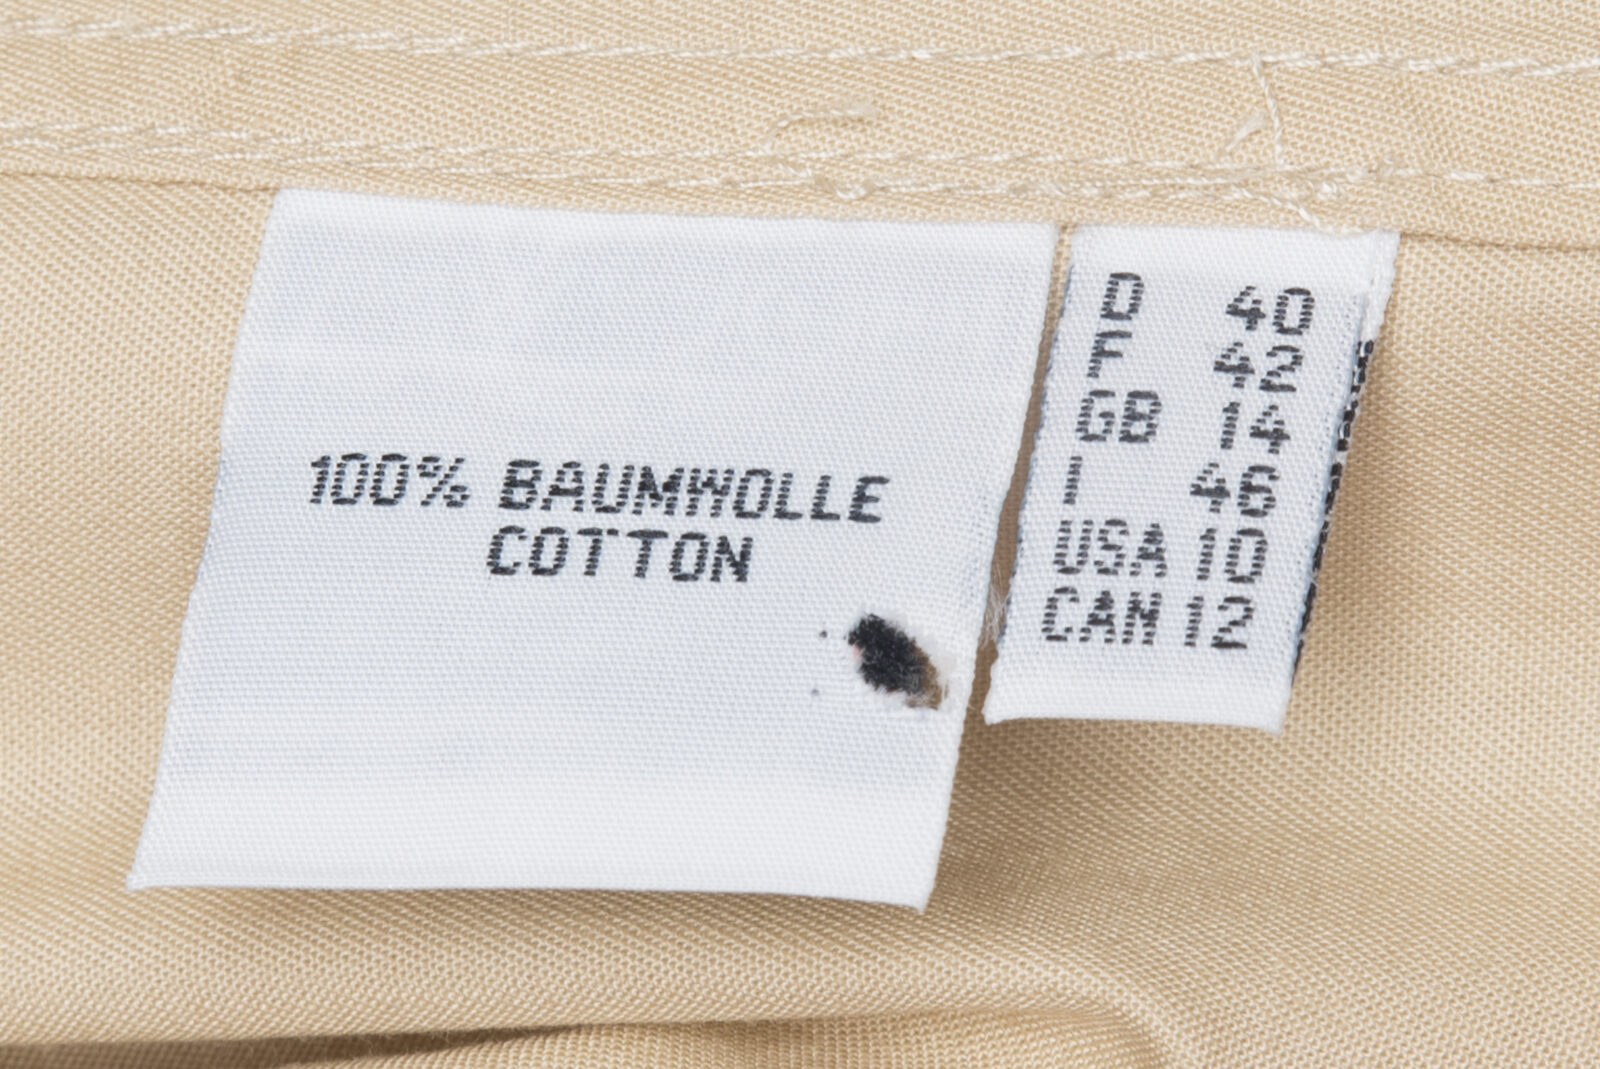 100% BAUMWOLLE
COTTON
D 40
F 42
GB 14
I 46
USA 10
CAN 12